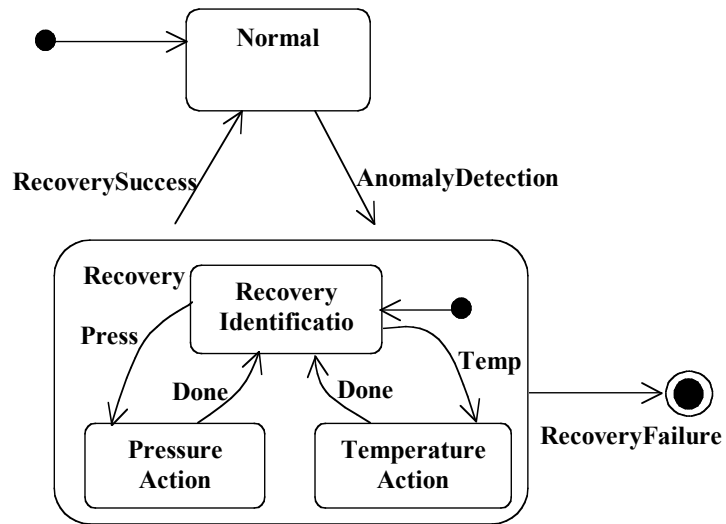 Normal
RecoverySuccess
AnomalyDetection
Recovery
Recovery
Identificatio
Press
Temp
Done
Done
Pressure
Action
Temperature
Action
RecoveryFailure